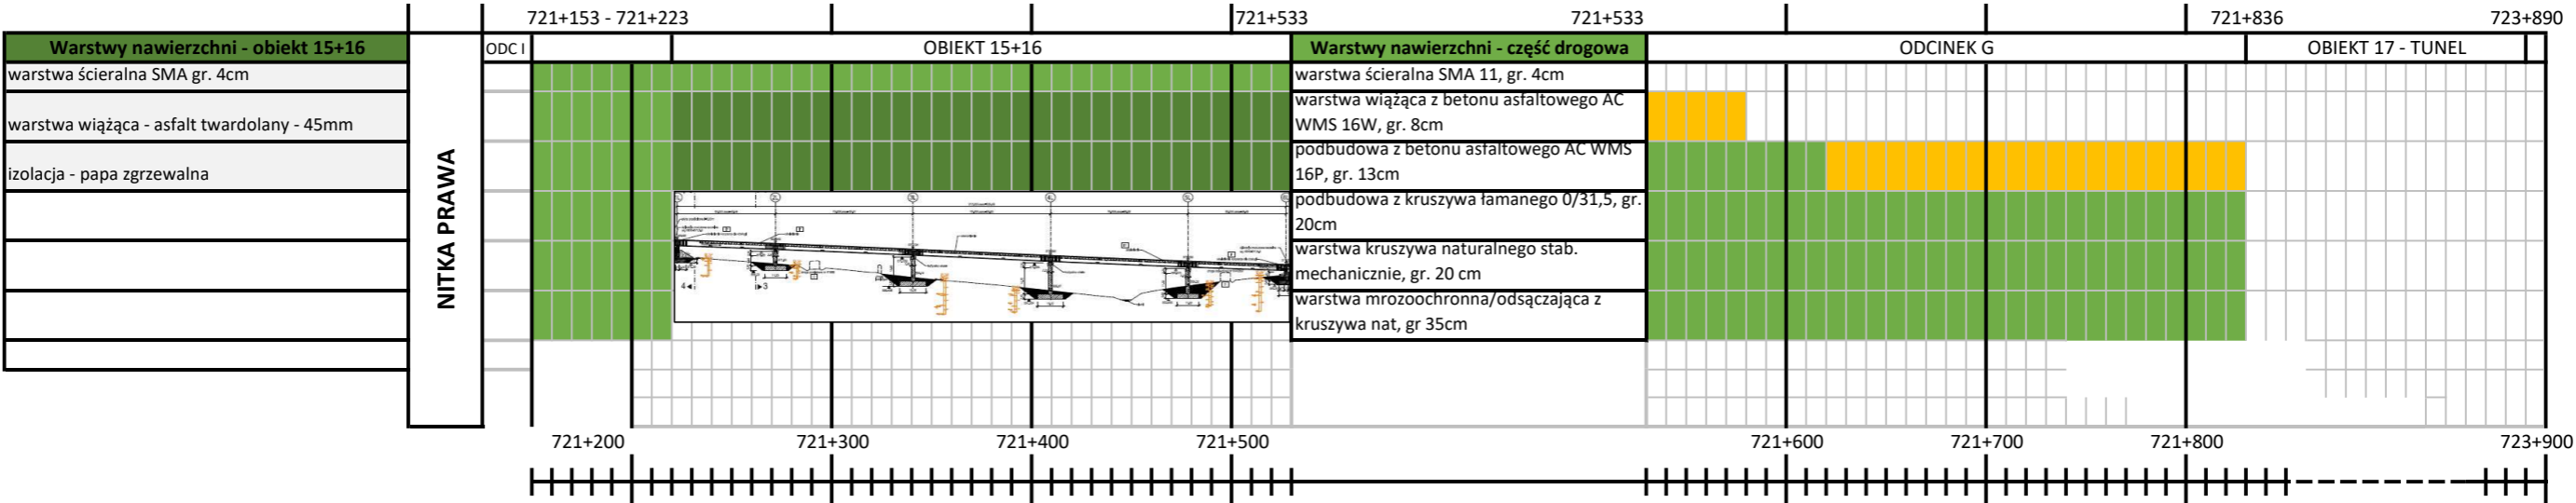 721+153 - 721+223
721+533
721+533
721+836
723+890
Warstwy nawierzchni - obiekt 15+16
ODC I
OBIEKT 15+16
Warstwy nawierzchni - część drogowa
ODCINEK G
OBIEKT 17 - TUNEL
warstwa ścieralna SMA gr. 4cm
warstwa wiążąca - asfalt twardolany - 45mm
izolacja - papa zgrzewalna
NITKA PRAWA
warstwa ścieralna SMA 11, gr. 4cm
warstwa wiążąca z betonu asfaltowego AC
WMS 16W, gr. 8cm
podbudowa z betonu asfaltowego AC WMS
16P, gr. 13cm
podbudowa z kruszywa łamanego 0/31,5, gr.
20cm
warstwa kruszywa naturalnego stab.
mechanicznie, gr. 20 cm
warstwa mrozoochronna/odsączająca z
kruszywa nat, gr 35cm
4
3
721+200
721+300
721+400
721+500
721+600
721+700
721+800
723+900